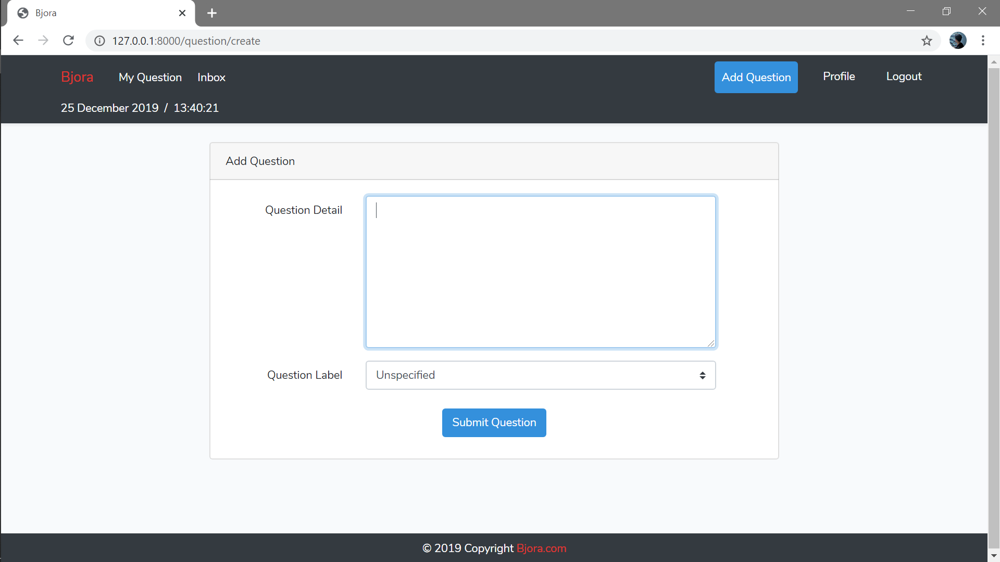 Bjora
127.0.0.1:8000/question/create
Bjora My Question Inbox Add Question Profile Logout
25 December 2019 / 13:40:21
Add Question
Question Detail
Question Label Unspecified
Submit Question
© 2019 Copyright Bjora.com